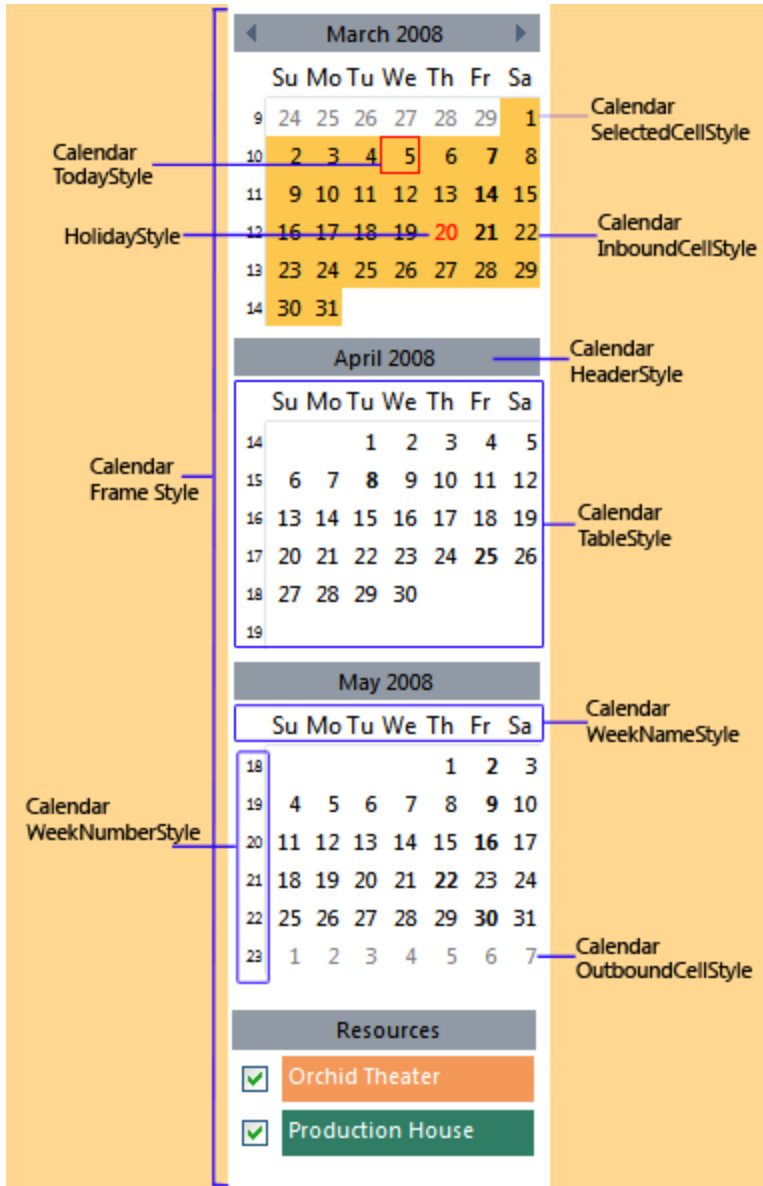 March 2008
Su Mo Tu We Th Fr Sa
9 24 25 26 27 28 29 1
Calendar
SelectedCellStyle
10 2 3 4 5 6 7 8
Calendar
TodayStyle
11 9 10 11 12 13 14 15
HolidayStyle
12 16 17 18 19 20 21 22
Calendar
InboundCellStyle
13 23 24 25 26 27 28 29
14 30 31
April 2008
Calendar
HeaderStyle
Su Mo Tu We Th Fr Sa
14 1 2 3 4 5
Calendar
Frame Style
15 6 7 8 9 10 11 12
16 13 14 15 16 17 18 19
Calendar
TableStyle
17 20 21 22 23 24 25 26
18 27 28 29 30
19
May 2008
Su Mo Tu We Th Fr Sa
Calendar
WeekNameStyle
18 1 2 3
19 4 5 6 7 8 9 10
Calendar
WeekNumberStyle
20 11 12 13 14 15 16 17
21 18 19 20 21 22 23 24
22 25 26 27 28 29 30 31
23 1 2 3 4 5 6 7
Calendar
OutboundCellStyle
Resources
Orchid Theater
Production House